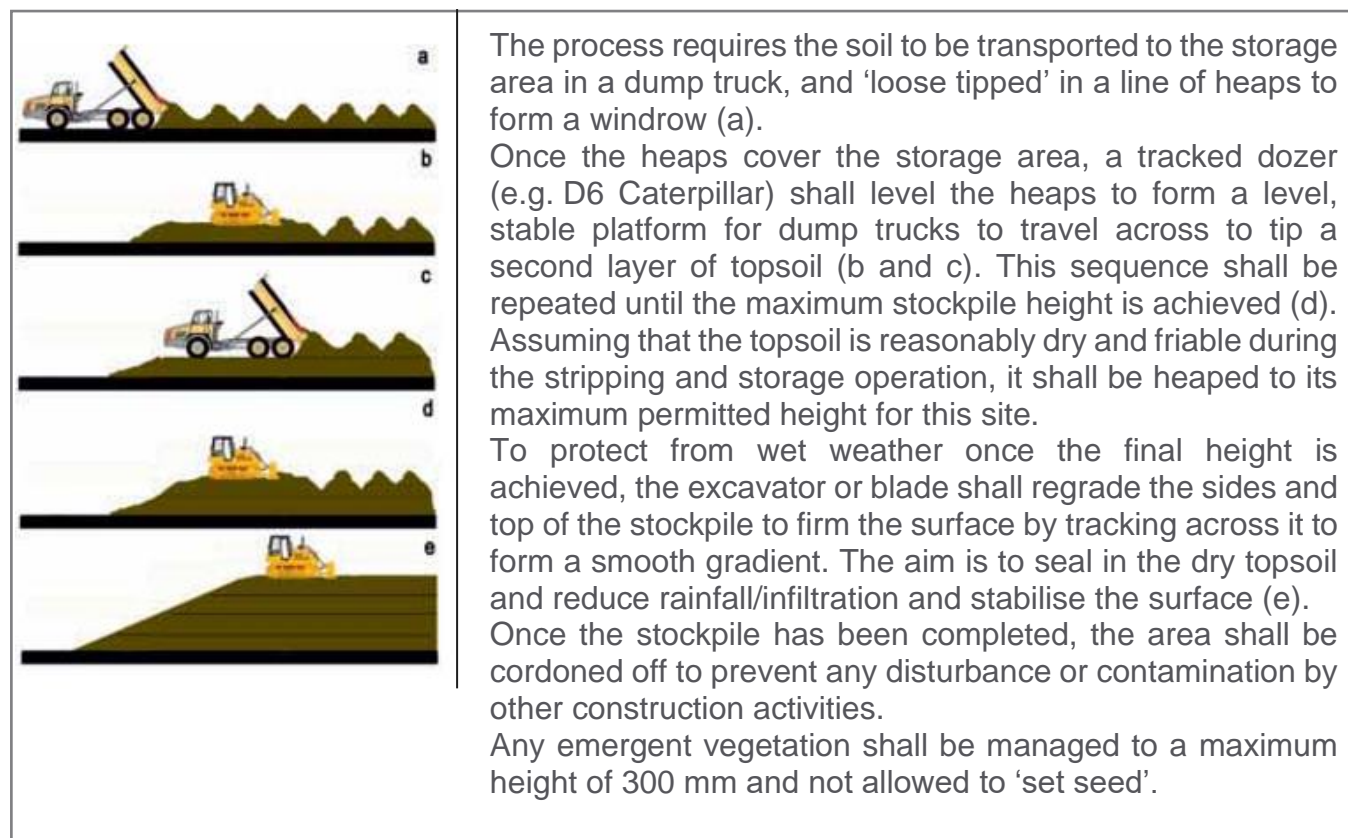 a
b
c
d
e
The process requires the soil to be transported to the storage
area in a dump truck, and ‘loose tipped’ in a line of heaps to
form a windrow (a).
Once the heaps cover the storage area, a tracked dozer
(e.g. D6 Caterpillar) shall level the heaps to form a level,
stable platform for dump trucks to travel across to tip a
second layer of topsoil (b and c). This sequence shall be
repeated until the maximum stockpile height is achieved (d).
Assuming that the topsoil is reasonably dry and friable during
the stripping and storage operation, it shall be heaped to its
maximum permitted height for this site.
To protect from wet weather once the final height is
achieved, the excavator or blade shall regrade the sides and
top of the stockpile to firm the surface by tracking across it to
form a smooth gradient. The aim is to seal in the dry topsoil
and reduce rainfall/infiltration and stabilise the surface (e).
Once the stockpile has been completed, the area shall be
cordoned off to prevent any disturbance or contamination by
other construction activities.
Any emergent vegetation shall be managed to a maximum
height of 300 mm and not allowed to ‘set seed’.